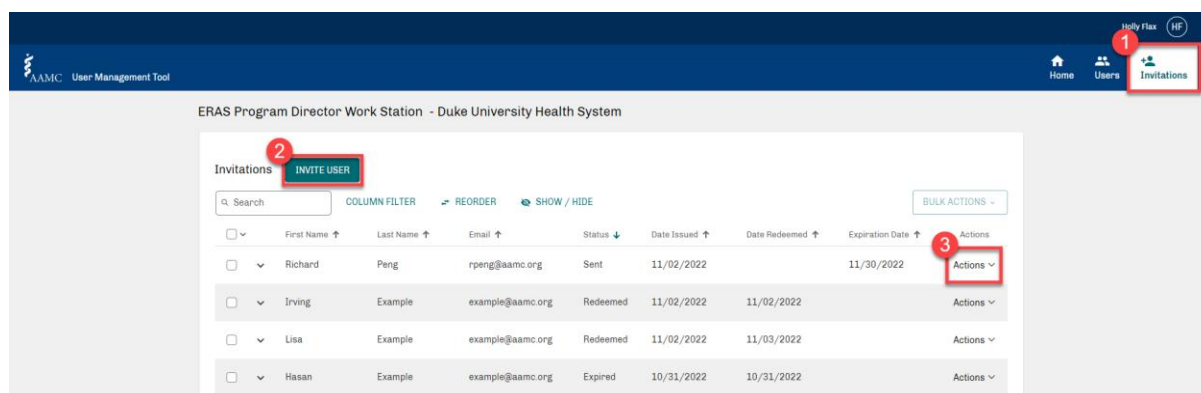 Holly Flax HF
1
AAMC User Management Tool
Home Users Invitations
ERAS Program Director Work Station - Duke University Health System
2
Invitations INVITE USER
Search COLUMN FILTER REORDER SHOW / HIDE BULK ACTIONS
First Name Last Name Email Status Date Issued Date Redeemed Expiration Date Actions
3
Richard Peng rpeng@aamc.org Sent 11/02/2022 11/30/2022 Actions
Irving Example example@aamc.org Redeemed 11/02/2022 11/02/2022 Actions
Lisa Example example@aamc.org Redeemed 11/02/2022 11/03/2022 Actions
Hasan Example example@aamc.org Expired 10/31/2022 10/31/2022 Actions